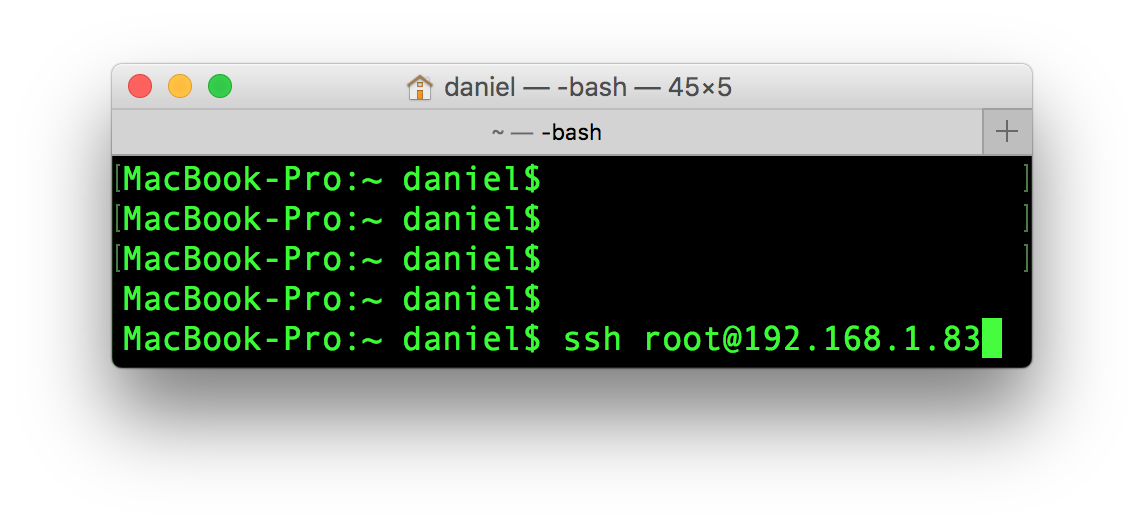 daniel — -bash — 45×5
~ — -bash
MacBook-Pro:~ daniel$
MacBook-Pro:~ daniel$
MacBook-Pro:~ daniel$
MacBook-Pro:~ daniel$
MacBook-Pro:~ daniel$ ssh root@192.168.1.83